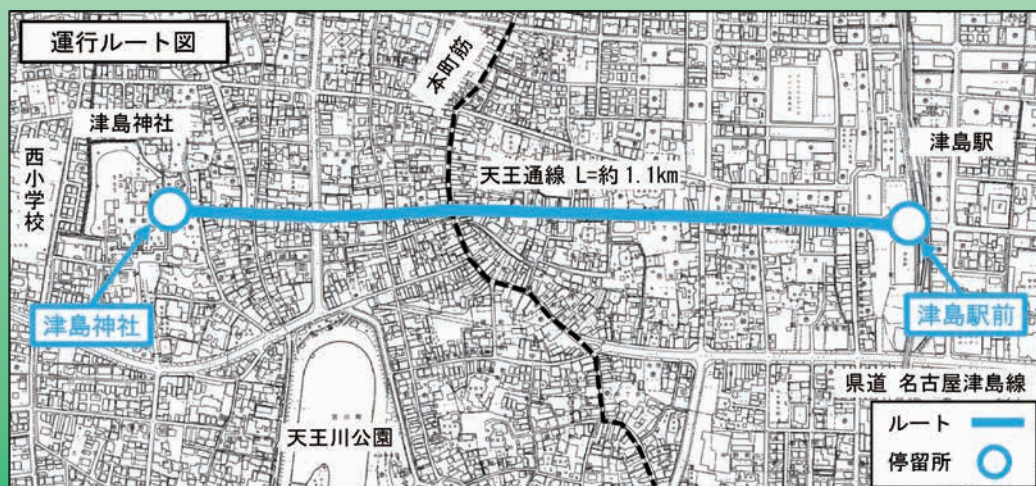 運行ルート図
本町筋
津島神社
津島駅
西小学校
天王通線 L=約1.1km
津島神社
津島駅前
県道 名古屋津島線
天王川公園
ルート
停留所